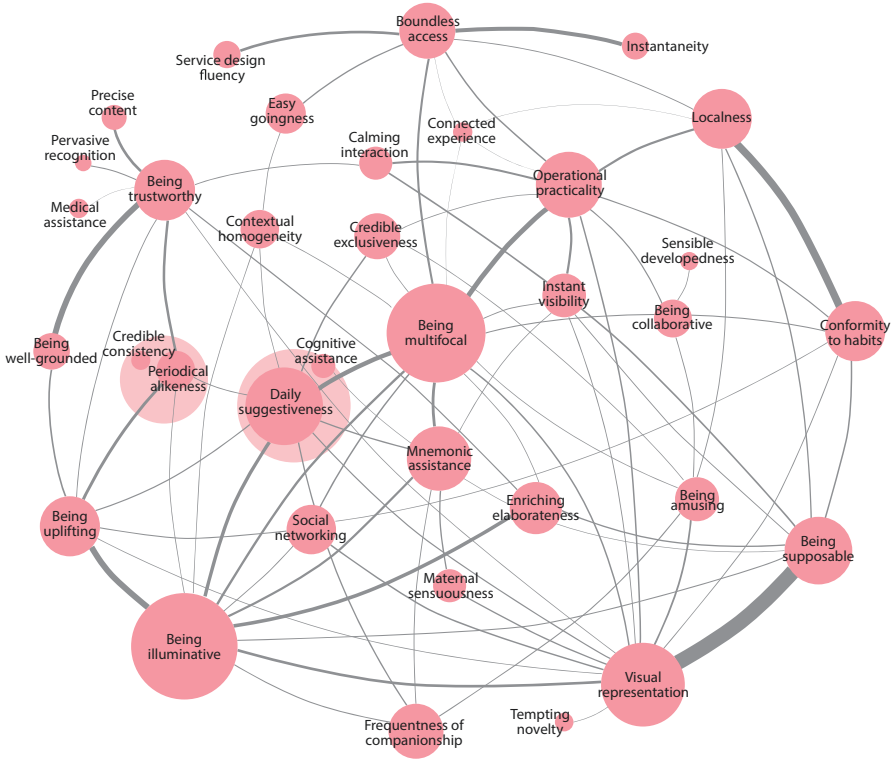 Boundless
access
Instantaneity
Service design
fluency
Precise
content
Easy
goingness
Localness
Connected
experience
Calming
interaction
Pervasive
recognition
Being
trustworthy
Operational
practicality
Medical
assistance
Contextual
homogeneity
Credible
exclusiveness
Sensible
developedness
Instant
visibility
Being
collaborative
Being
multifocal
Conformity
to habits
Being
well-grounded
Credible
consistency
Periodical
alikeness
Cognitive
assistance
Daily
suggestiveness
Mnemonic
assistance
Enriching
elaborateness
Being
amusing
Being
uplifting
Social
networking
Being
supposable
Maternal
sensuousness
Being
illuminative
Visual
representation
Tempting
novelty
Frequentness of
companionship